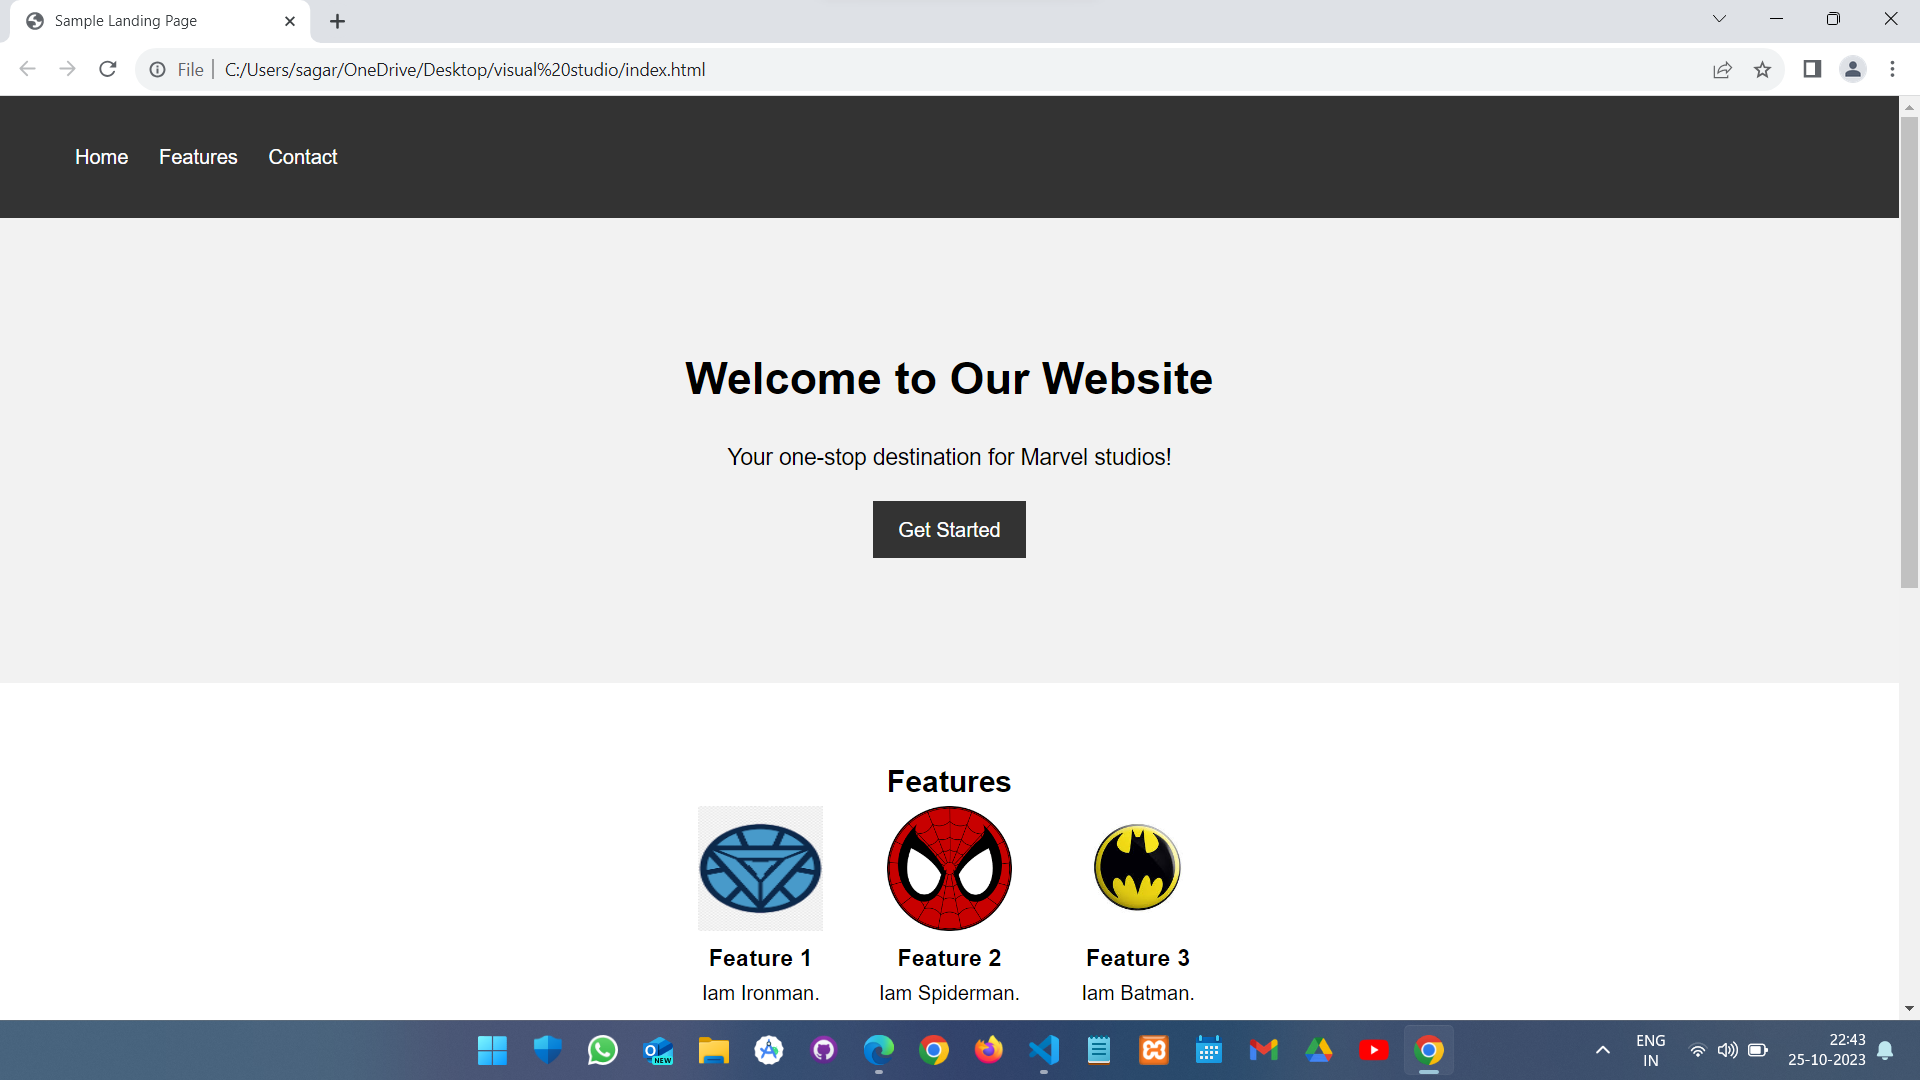 Sample Landing Page
File
C:/Users/sagar/OneDrive/Desktop/visual%20studio/index.html
Home Features Contact
Welcome to Our Website
Your one-stop destination for Marvel studios!
Get Started
Features
Feature 1 Feature 2 Feature 3
Iam Ironman. Iam Spiderman. Iam Batman.
NEW
ENG
IN
22:43
25-10-2023